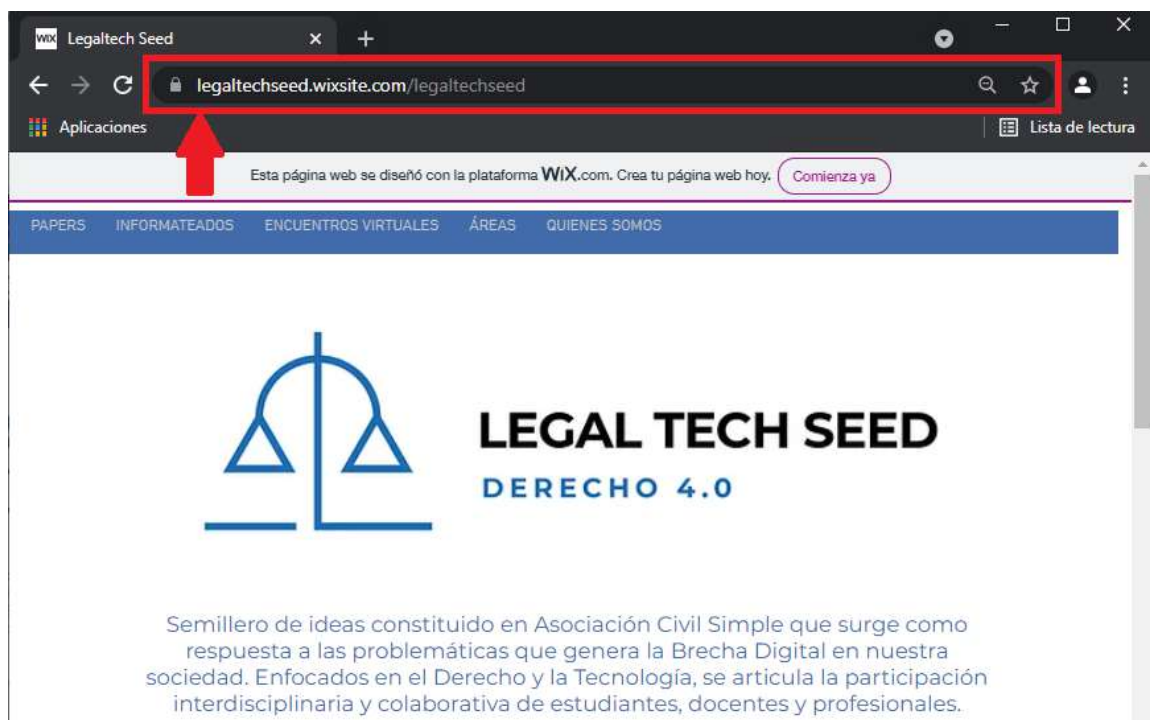 WIX Legaltech Seed
legaltechseed.wixsite.com/legaltechseed
Aplicaciones
Lista de lectura
Esta página web se diseñó con la plataforma WiX.com. Crea tu página web hoy. Comienza ya
PAPERS INFORMATEADOS ENCUENTROS VIRTUALES ÁREAS QUIENES SOMOS
LEGAL TECH SEED
DERECHO 4.0
Semillero de ideas constituido en Asociación Civil Simple que surge como
respuesta a las problemáticas que genera la Brecha Digital en nuestra
sociedad. Enfocados en el Derecho y la Tecnología, se articula la participación
interdisciplinaria y colaborativa de estudiantes, docentes y profesionales.